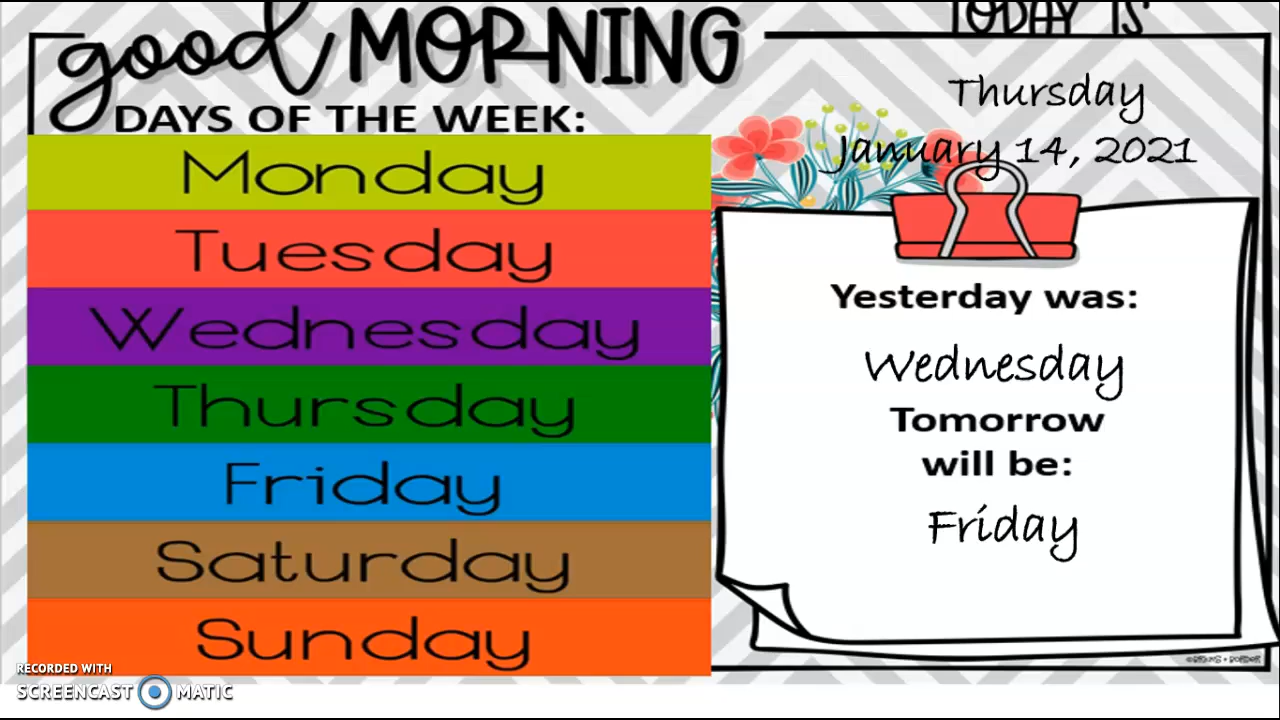 good MORNING
TODAY IS
DAYS OF THE WEEK:
Monday
Tuesday
Wednesday
Thursday
Friday
Saturday
Sunday
Thursday
January 14, 2021
Yesterday was:
Wednesday
Tomorrow
will be:
Friday
RECORDED WITH
SCREENCAST MATIC